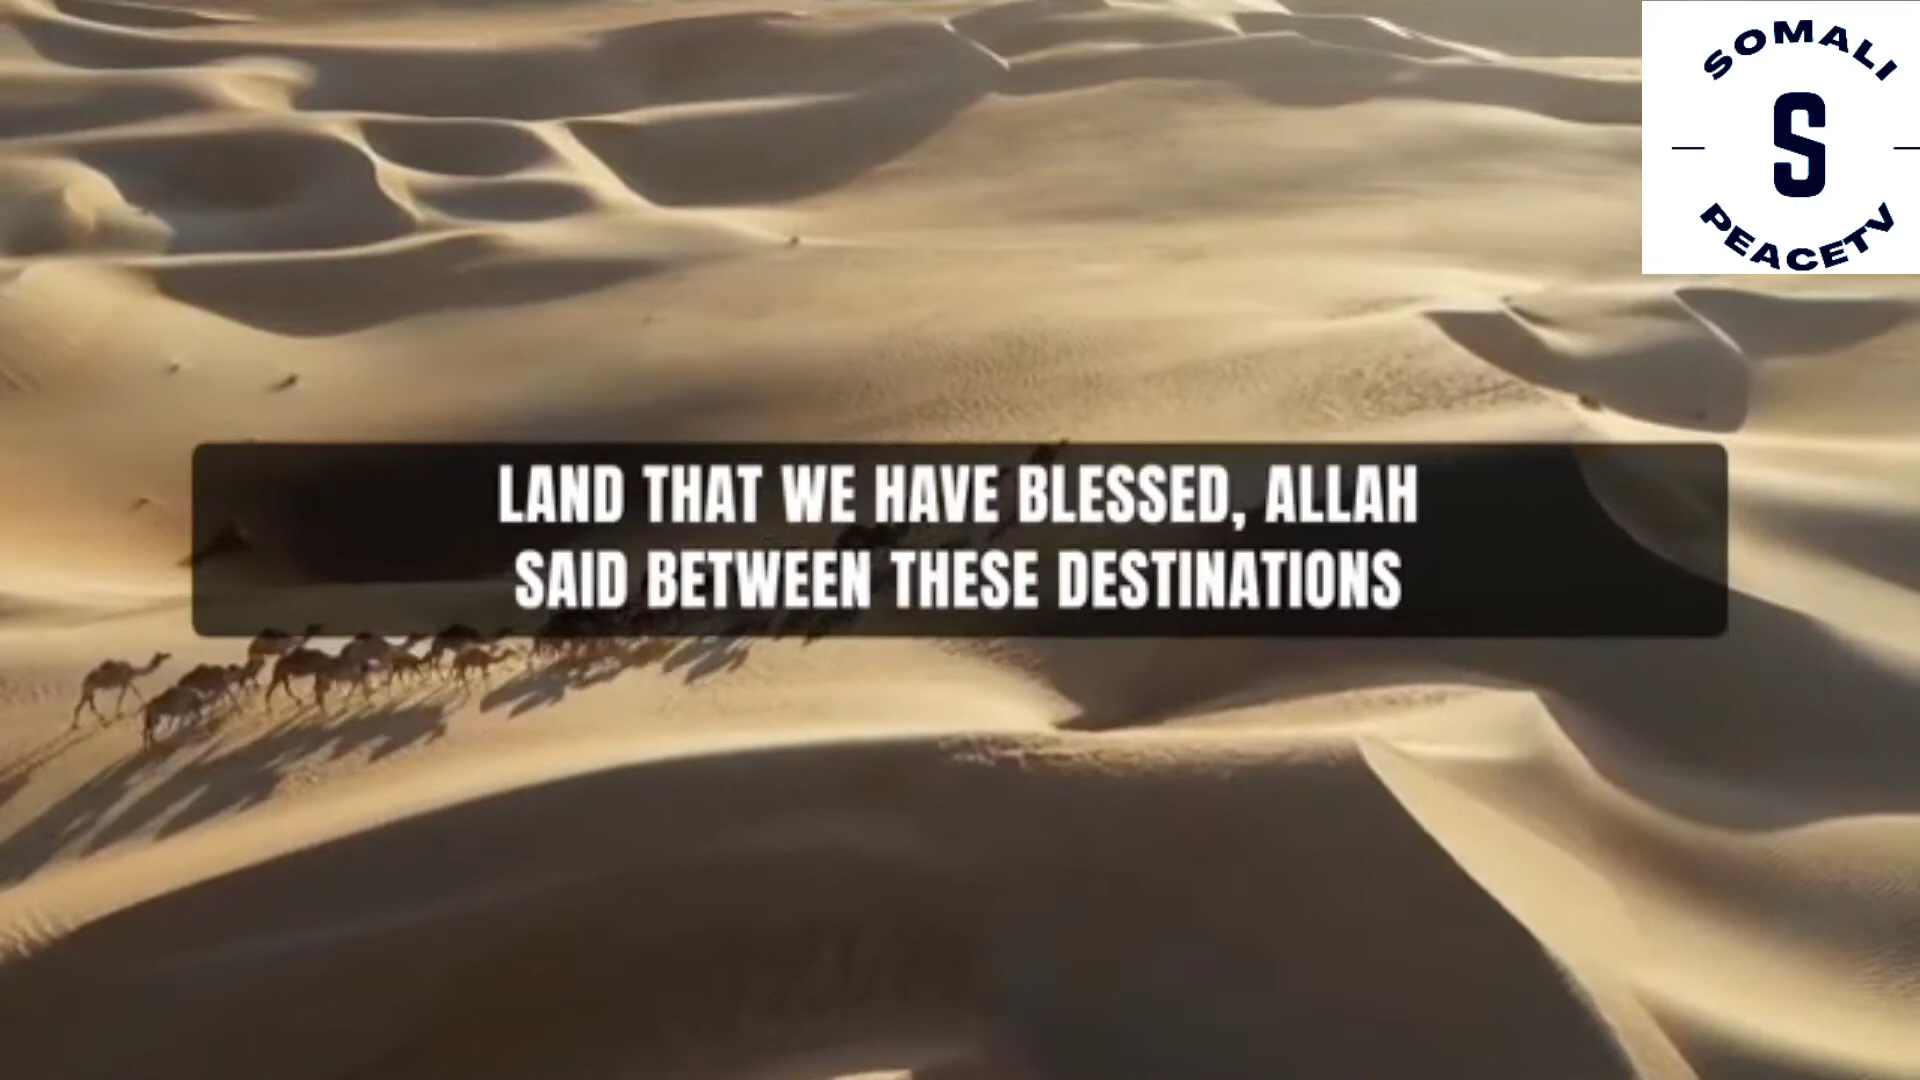 SOMALI
S
PEACETV
LAND THAT WE HAVE BLESSED, ALLAH
SAID BETWEEN THESE DESTINATIONS